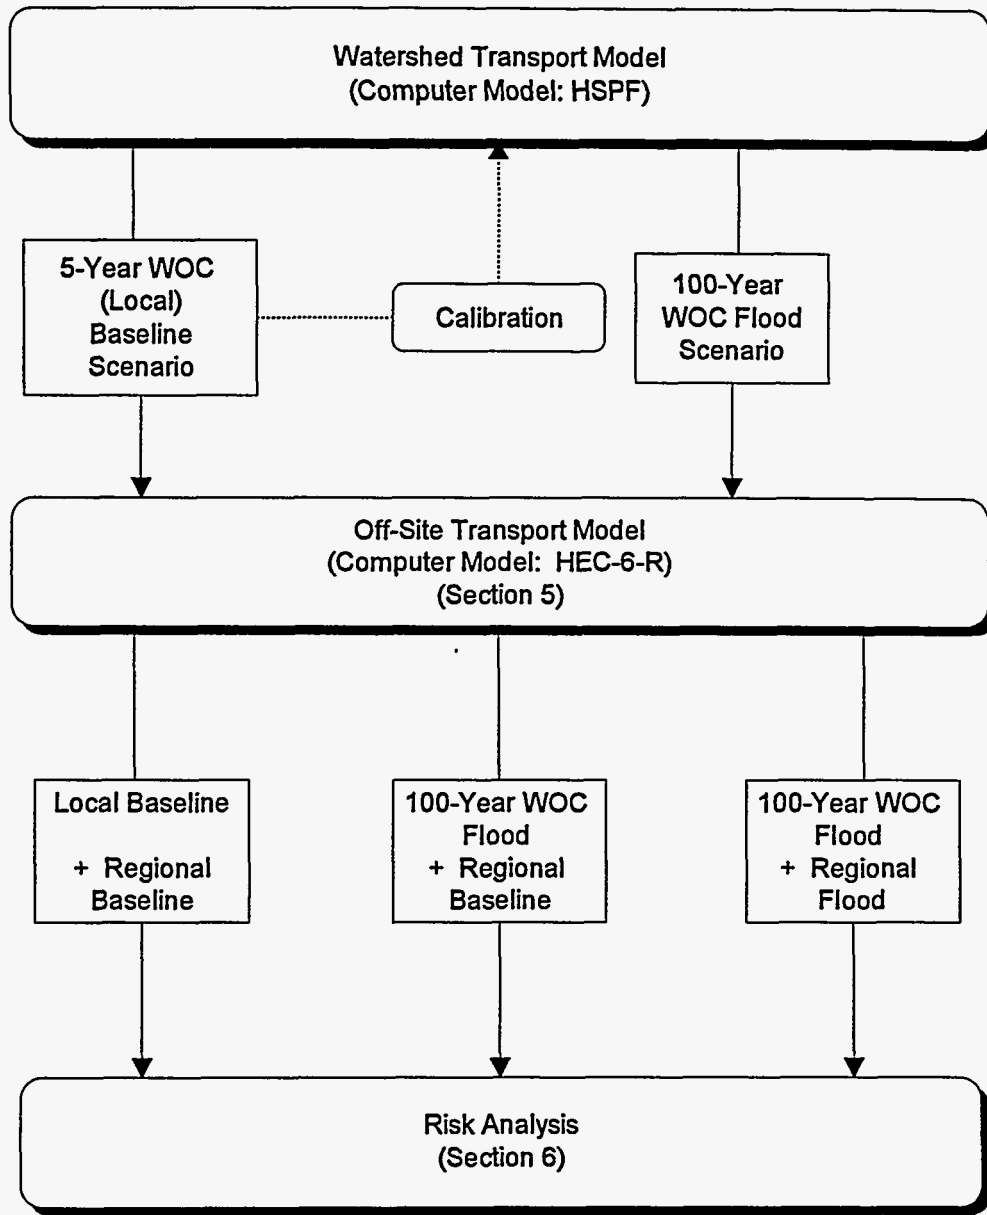 Watershed Transport Model
(Computer Model: HSPF)
5-Year WOC
(Local)
Baseline
Scenario
Calibration
100-Year
WOC Flood
Scenario
Off-Site Transport Model
(Computer Model: HEC-6-R)
(Section 5)
Local Baseline
+ Regional
Baseline
100-Year WOC
Flood
+ Regional
Baseline
100-Year WOC
Flood
+ Regional
Flood
Risk Analysis
(Section 6)